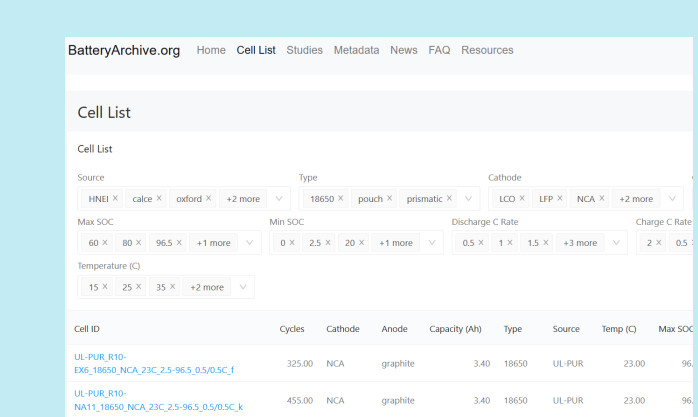 BatteryArchive.org Home Cell List Studies Metadata News FAQ Resources
Cell List
Cell List
Source Type Cathode
HNEI × calce × oxford × +2 more 18650 × pouch × prismatic × LCO × LFP × NCA × +2 more
Max SOC Min SOC Discharge C Rate Charge C Rate
60 × 80 × 96.5 × +1 more 0 × 2.5 × 20 × +1 more 0.5 × 1 × 1.5 × +3 more 2 × 0.5
Temperature (C)
15 × 25 × 35 × +2 more
Cell ID Cycles Cathode Anode Capacity (Ah) Type Source Temp (C) Max SOC
UL-PUR_R10-
EX6_18650_NCA_23C_2.5-96.5_0.5/0.5C_f 325.00 NCA graphite 3.40 18650 UL-PUR 23.00 96.
UL-PUR_R10-
NA11_18650_NCA_23C_2.5-96.5_0.5/0.5C_k 455.00 NCA graphite 3.40 18650 UL-PUR 23.00 96.